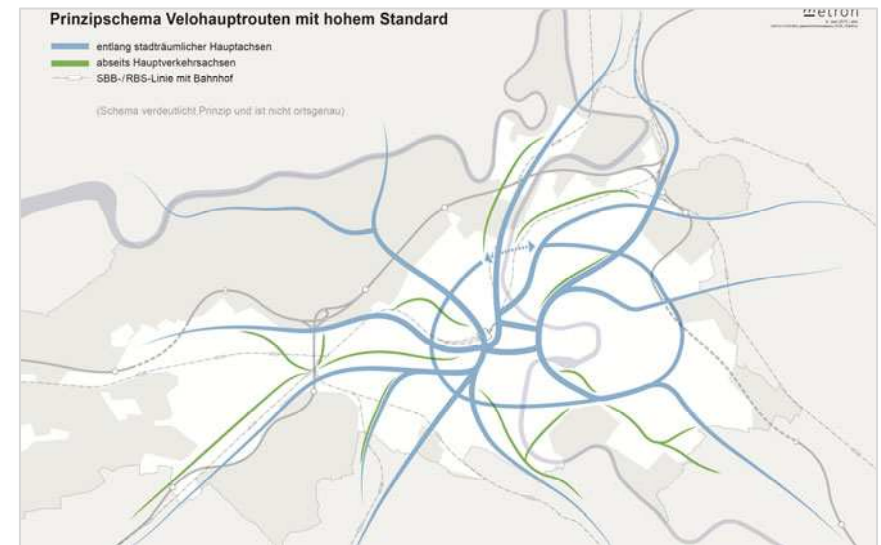 Prinzipschema Velohauptrouten mit hohem Standard
metron
entlang stadträumlicher Hauptachsen
abseits Hauptverkehrsachsen
SBB-/RBS-Linie mit Bahnhof
(Schema verdeutlicht Prinzip und ist nicht ortsgenau)